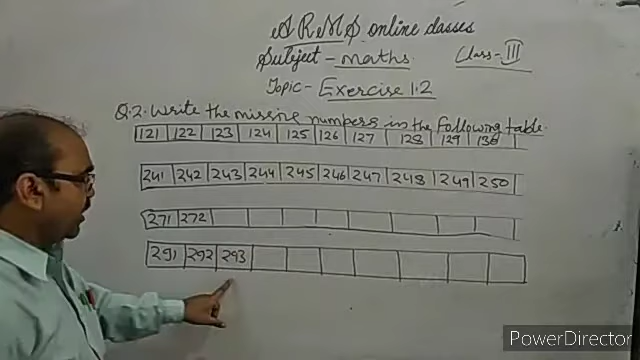 ARMS online classes
Subject - maths Class - III
Topic - Exercise 1.2
Q.2. Write the missing numbers in the following table.
121 122 123 124 125 126 127 128 129 130
241 242 243 244 245 246 247 248 249 250
271 272
291 292 293
PowerDirector